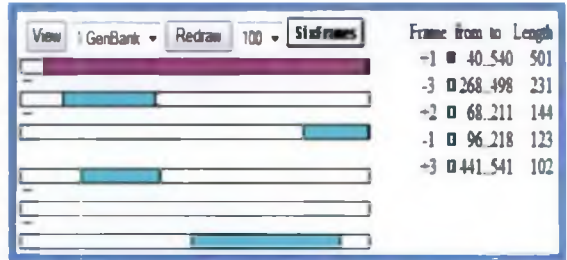 View 1 GenBank Redraw 100 SixFrames
Frame from to Length
+1 40..540 501
-3 268..498 231
+2 68..211 144
-1 96..218 123
+3 441..541 102